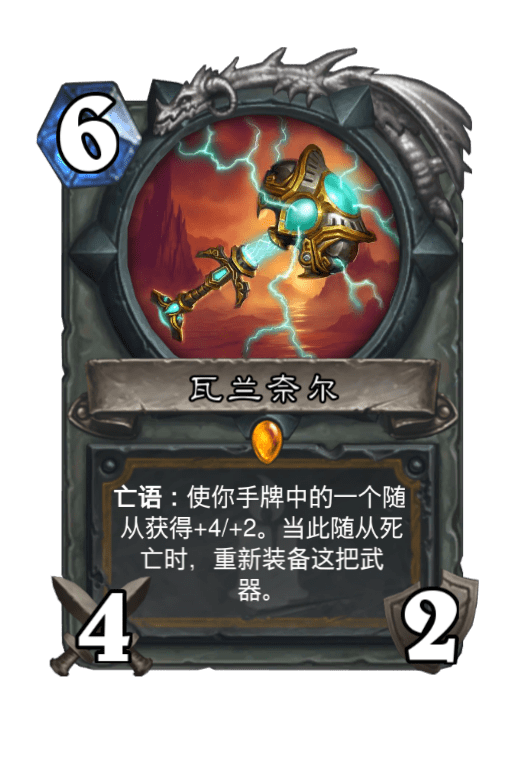 6
瓦兰奈尔
亡语：使你手牌中的一个随
从获得+4/+2。当此随从死
亡时，重新装备这把武
器。
4
2